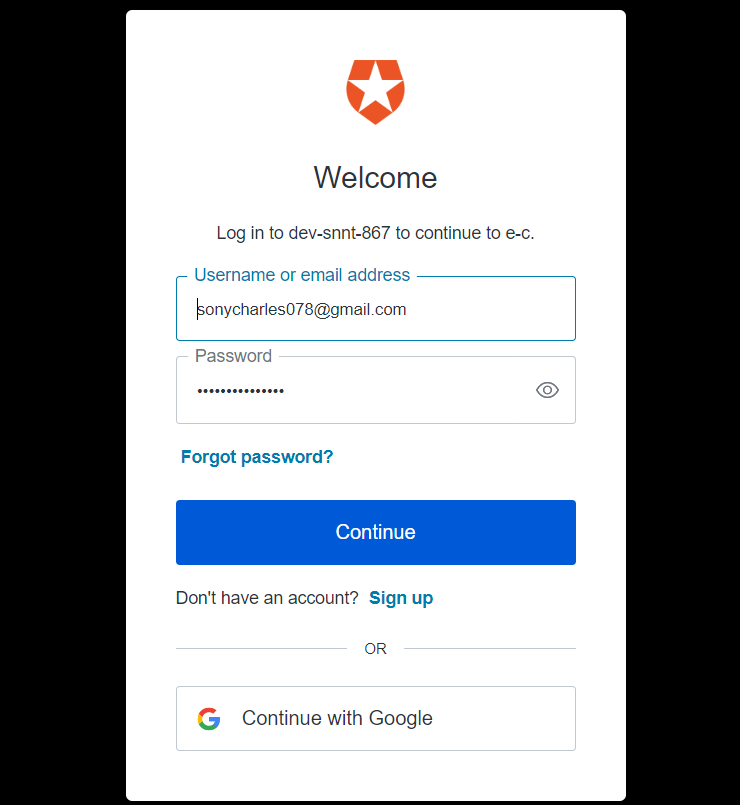 Welcome
Log in to dev-snnt-867 to continue to e-c.
Username or email address
sonycharles078@gmail.com
Password
•••••••••••••••
Forgot password?
Continue
Don't have an account? Sign up
OR
Continue with Google